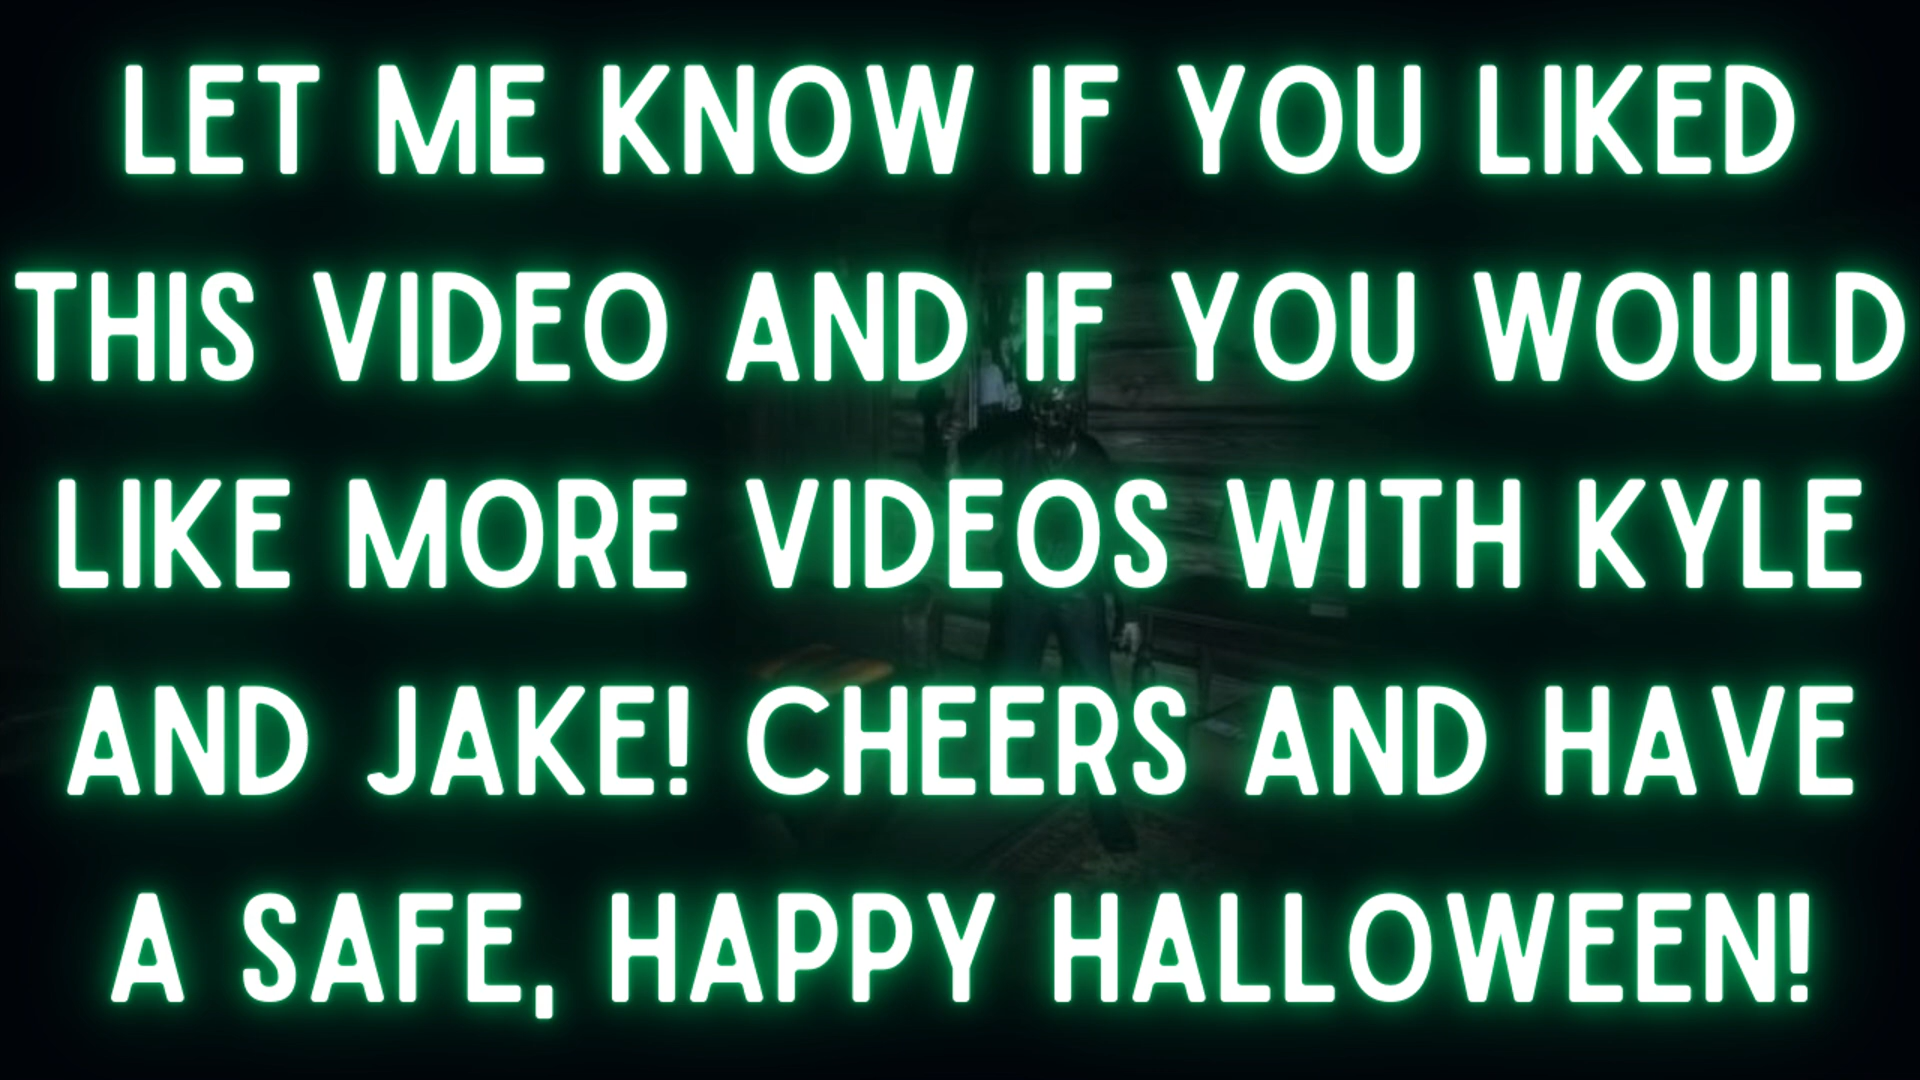 LET ME KNOW IF YOU LIKED
THIS VIDEO AND IF YOU WOULD
LIKE MORE VIDEOS WITH KYLE
AND JAKE! CHEERS AND HAVE
A SAFE, HAPPY HALLOWEEN!